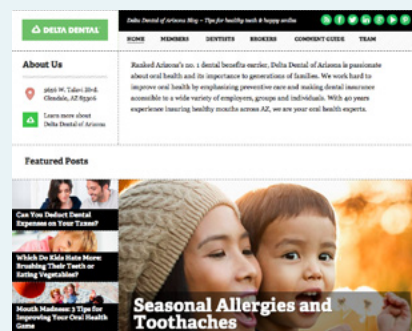 DELTA DENTAL
Delta Dental of Arizona Blog – Tips for healthy teeth & happy smiles
HOME MEMBERS DENTISTS BROKERS COMMENT GUIDE TEAM
About Us
5656 W. Talavi Blvd.
Glendale, AZ 85306
Learn more about
Delta Dental of Arizona
Ranked Arizona's no. 1 dental benefits carrier, Delta Dental of Arizona is passionate
about oral health and its importance to generations of families. We work hard to
improve oral health by emphasizing preventive care and making dental insurance
accessible to a wide variety of employers, groups and individuals. With 40 years
experience insuring healthy mouths across AZ, we are your oral health experts.
Featured Posts
Can You Deduct Dental
Expenses on Your Taxes?
Which Do Kids Hate More:
Brushing Their Teeth or
Eating Vegetables?
Mouth Madness: 3 Tips for
Improving Your Oral Health
Game
Seasonal Allergies and
Toothaches